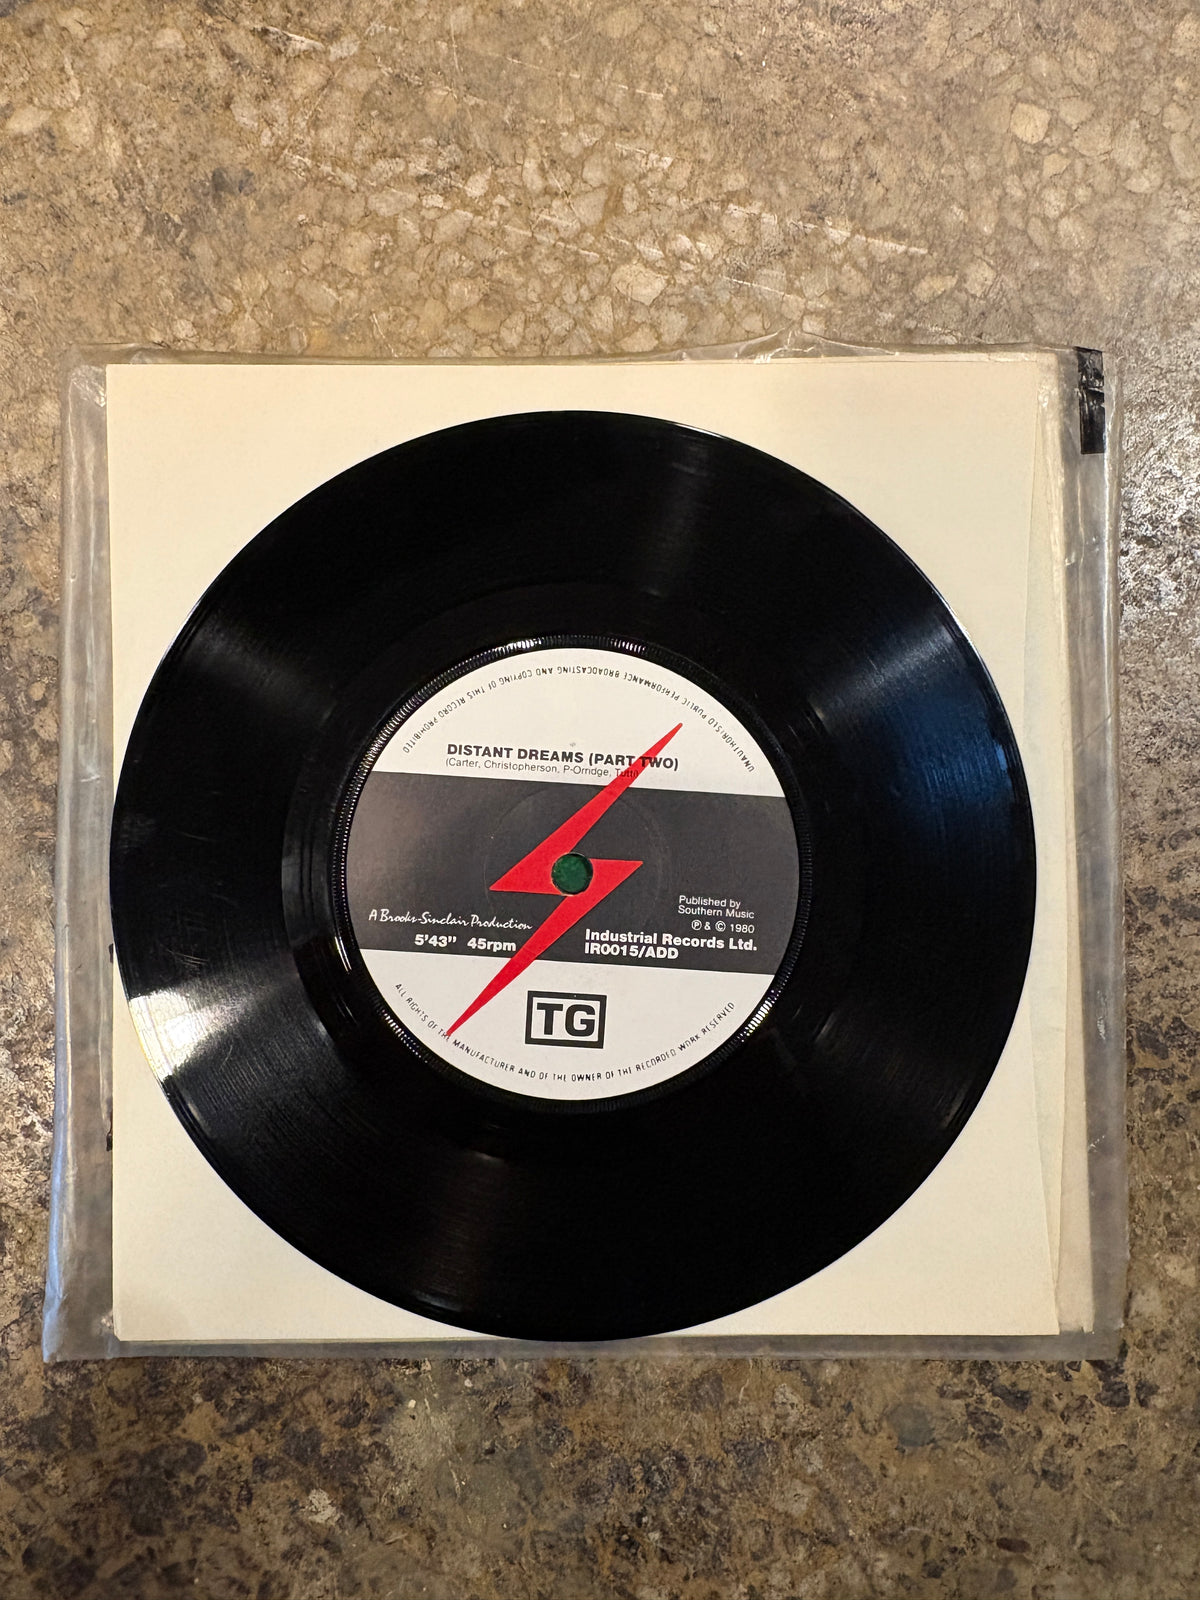 UNAUTHORISED PUBLIC PERFORMANCE BROADCASTING AND COPYING OF THIS RECORD PROHIBITED
DISTANT DREAMS (PART TWO)
(Carter, Christopherson, P-Orridge, Tutti)
Published by
Southern Music
℗ & © 1980
A Brooks-Sinclair Production
5'43" 45rpm
Industrial Records Ltd.
IR0015/ADD
TG
ALL RIGHTS OF THE MANUFACTURER AND OF THE OWNER OF THE RECORDED WORK RESERVED